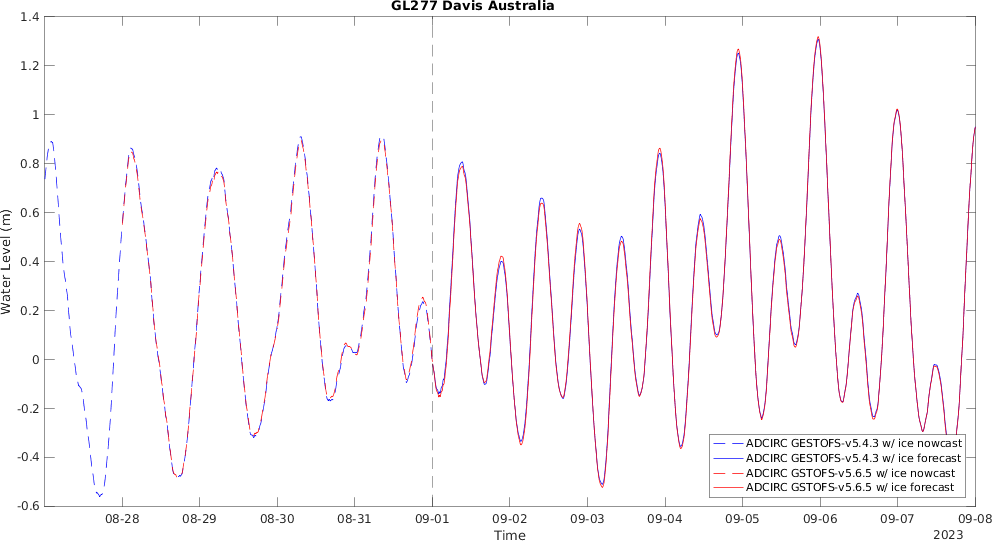 GL277 Davis Australia
1.4
1.2
1
0.8
0.6
0.4
0.2
0
-0.2
-0.4
-0.6
Water Level (m)
ADCIRC GESTOFS-v5.4.3 w/ ice nowcast
ADCIRC GESTOFS-v5.4.3 w/ ice forecast
ADCIRC GSTOFS-v5.6.5 w/ ice nowcast
ADCIRC GSTOFS-v5.6.5 w/ ice forecast
08-28 08-29 08-30 08-31 09-01 09-02 09-03 09-04 09-05 09-06 09-07 09-08
Time
2023